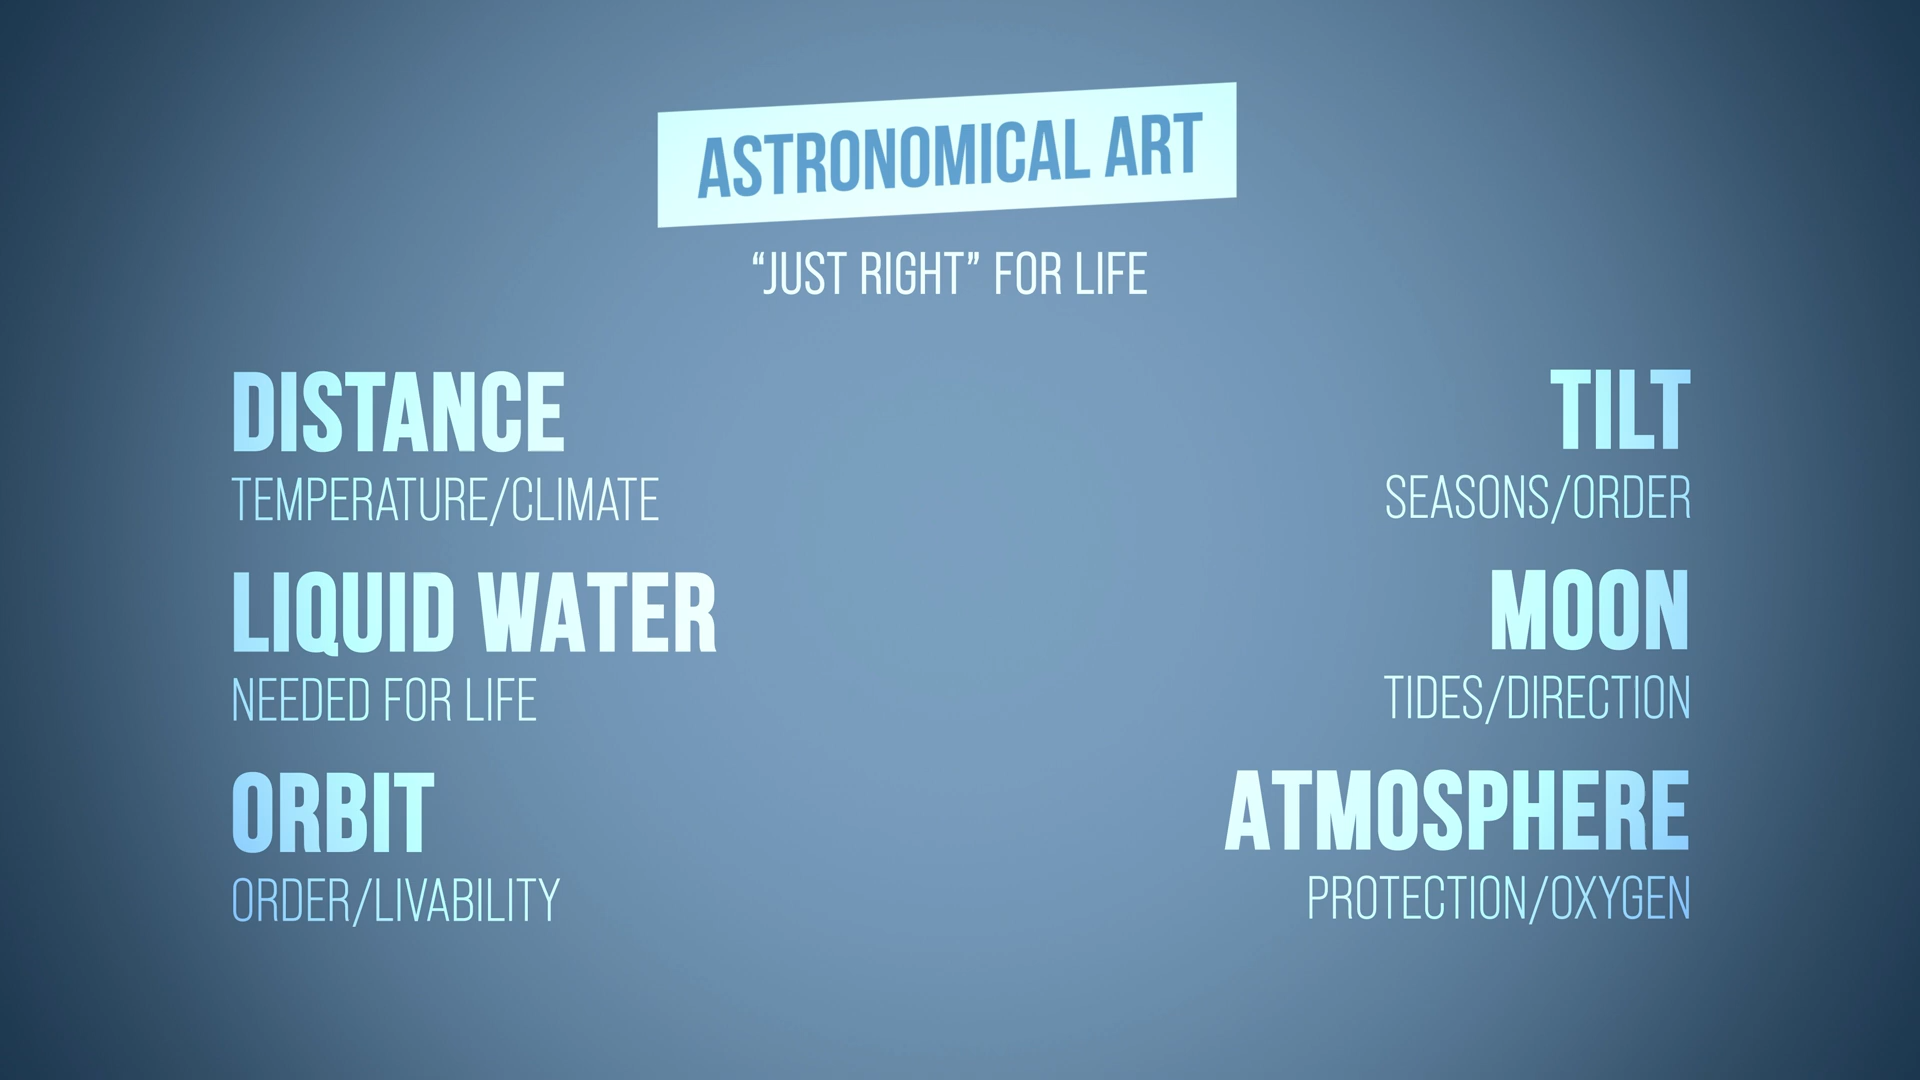 ASTRONOMICAL ART
“JUST RIGHT” FOR LIFE
DISTANCE
TEMPERATURE/CLIMATE
LIQUID WATER
NEEDED FOR LIFE
ORBIT
ORDER/LIVABILITY
TILT
SEASONS/ORDER
MOON
TIDES/DIRECTION
ATMOSPHERE
PROTECTION/OXYGEN